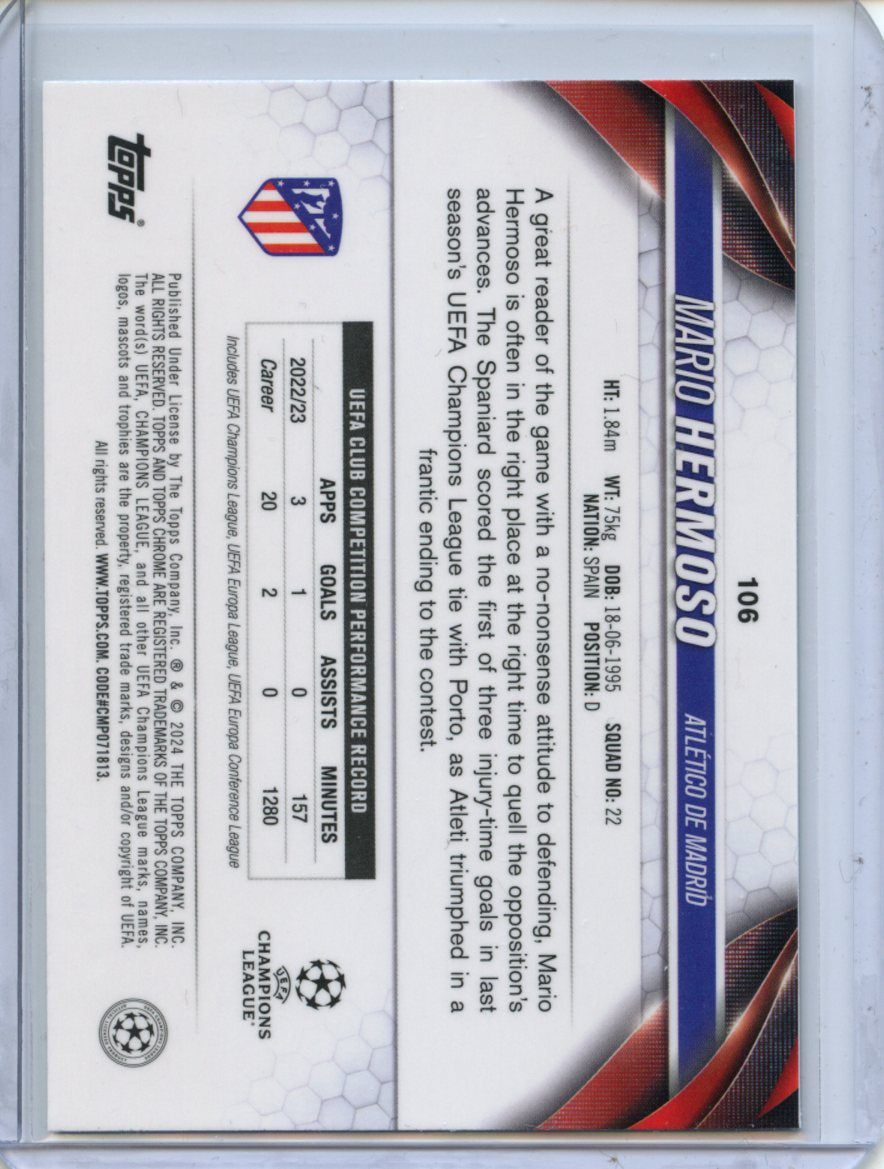 106
MARIO HERMOSO ATLÉTICO DE MADRID
HT: 1.84m WT: 75kg DOB: 18-06-1995 SQUAD NO: 22
NATION: SPAIN POSITION: D
A great reader of the game with a no-nonsense attitude to defending, Mario
Hermoso is often in the right place at the right time to quell the opposition's
advances. The Spaniard scored the first of three injury-time goals in last
season's UEFA Champions League tie with Porto, as Atleti triumphed in a
frantic ending to the contest.
UEFA CLUB COMPETITION PERFORMANCE RECORD
APPS GOALS ASSISTS MINUTES
2022/23 3 1 0 157
Career 20 2 0 1280
Includes UEFA Champions League, UEFA Europa League, UEFA Europa Conference League
UEFA
CHAMPIONS
LEAGUE®
topps®
Published Under License by The Topps Company, Inc. ® & © 2024 THE TOPPS COMPANY, INC.
ALL RIGHTS RESERVED. TOPPS AND TOPPS CHROME ARE REGISTERED TRADEMARKS OF THE TOPPS COMPANY, INC.
The word(s) UEFA, CHAMPIONS LEAGUE, and all other UEFA Champions League marks, names,
logos, mascots and trophies are the property, registered trade marks, designs and/or copyright of UEFA.
All rights reserved. WWW.TOPPS.COM. CODE#CMP071813.